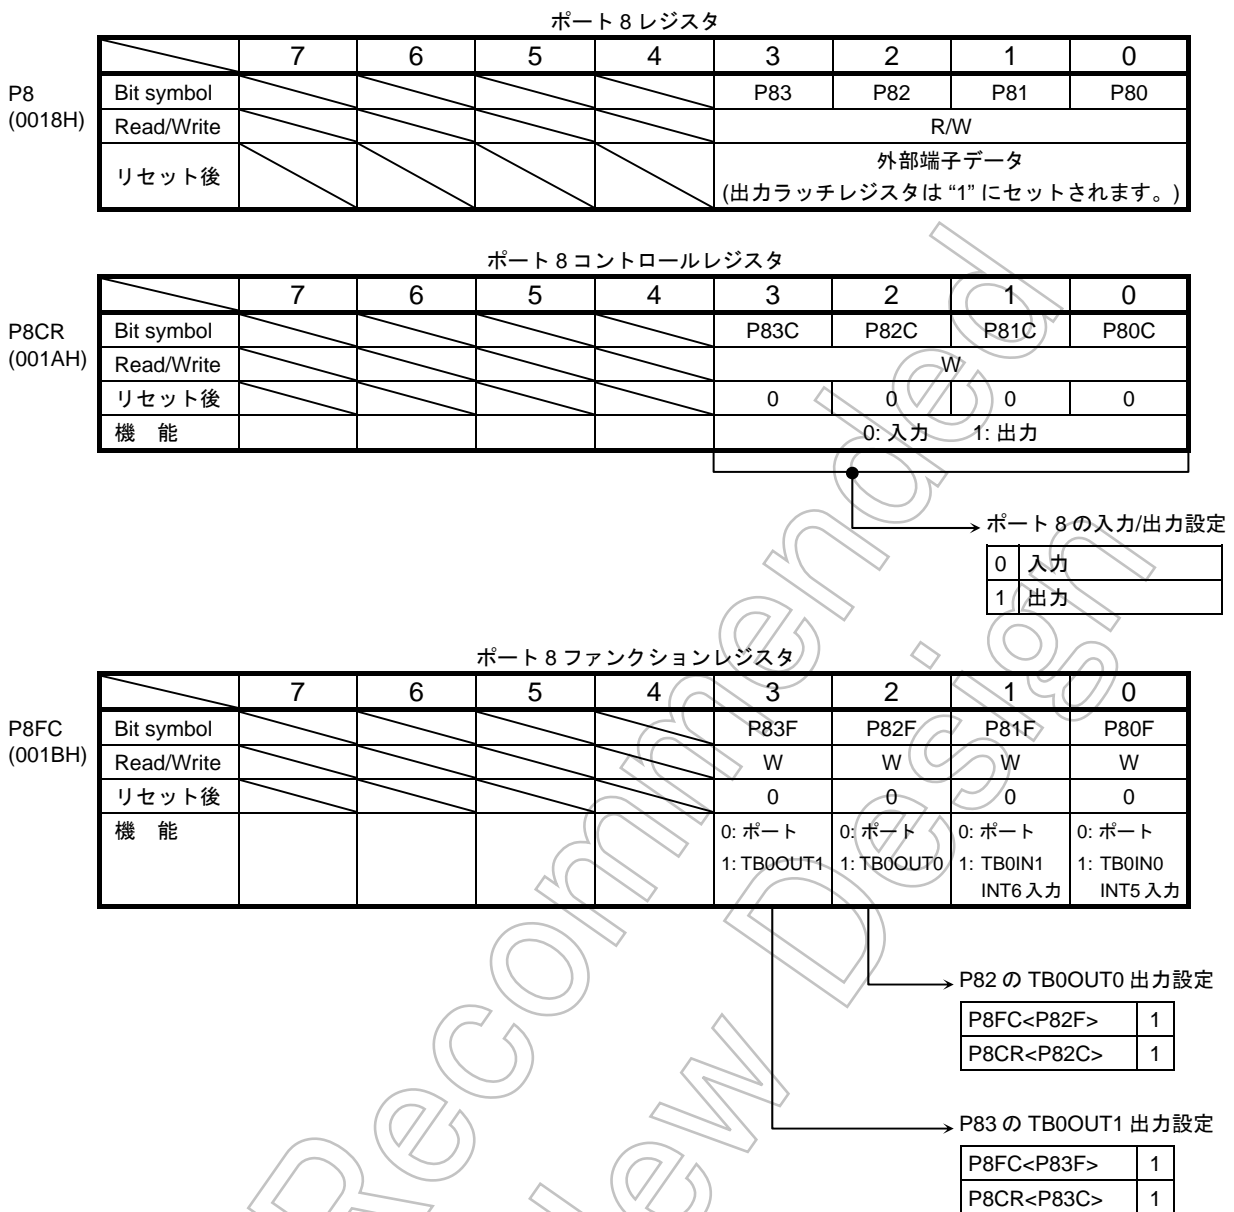 ポート 8 レジスタ
7 6 5 4 3 2 1 0
P8
(0018H)
Bit symbol P83 P82 P81 P80
Read/Write R/W
リセット後 外部端子データ
(出力ラッチレジスタは “1” にセットされます。)
ポート 8 コントロールレジスタ
7 6 5 4 3 2 1 0
P8CR
(001AH)
Bit symbol P83C P82C P81C P80C
Read/Write W
リセット後 0 0 0 0
機 能 0: 入力 1: 出力
ポート 8 の入力/出力設定
0 入力
1 出力
ポート 8 ファンクションレジスタ
7 6 5 4 3 2 1 0
P8FC
(001BH)
Bit symbol P83F P82F P81F P80F
Read/Write W W W W
リセット後 0 0 0 0
機 能 0: ポート 0: ポート 0: ポート 0: ポート
1: TB0OUT1 1: TB0OUT0 1: TB0IN1 1: TB0IN0
INT6 入力 INT5 入力
P82 の TB0OUT0 出力設定
P8FC<P82F> 1
P8CR<P82C> 1
P83 の TB0OUT1 出力設定
P8FC<P83F> 1
P8CR<P83C> 1
Recommended
New Design